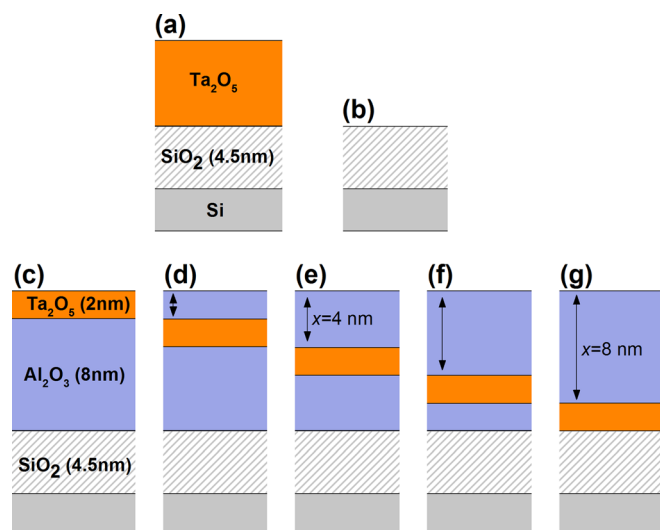 (a)
Ta₂O₅
(b)
SiO₂ (4.5nm)
Si
(c)
(d)
(e)
(f)
(g)
Ta₂O₅ (2nm)
x=4 nm
x=8 nm
Al₂O₃ (8nm)
SiO₂ (4.5nm)